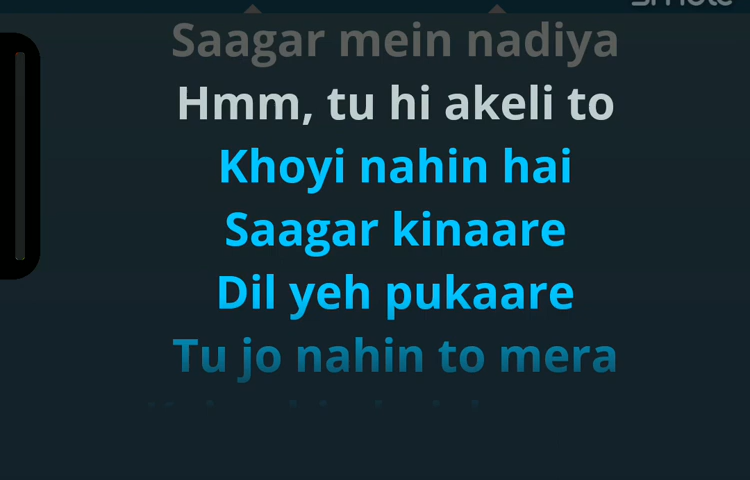 Saagar mein nadiya
Hmm, tu hi akeli to
Khoyi nahin hai
Saagar kinaare
Dil yeh pukaare
Tu jo nahin to mera